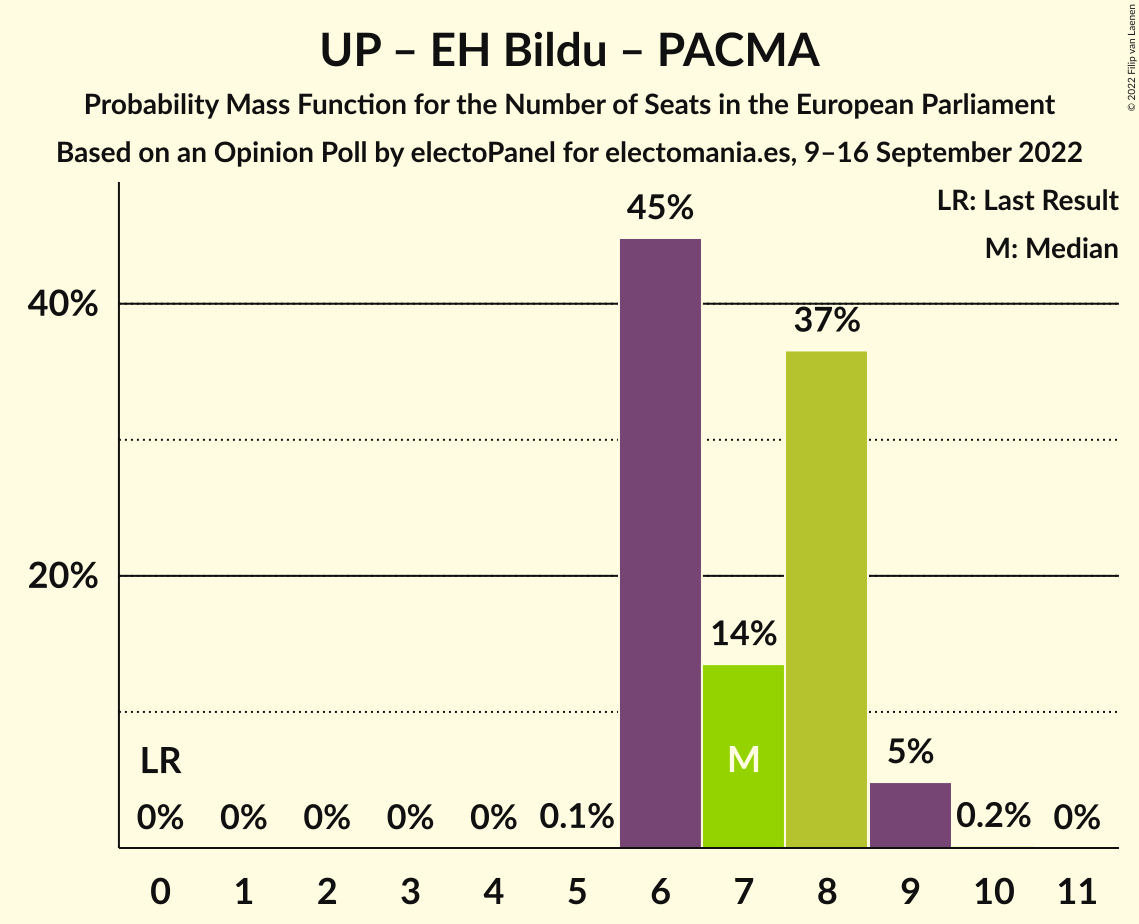 UP – EH Bildu – PACMA
Probability Mass Function for the Number of Seats in the European Parliament
Based on an Opinion Poll by electoPanel for electomania.es, 9–16 September 2022
© 2022 Filip van Laenen
LR: Last Result
M: Median
45%
40%
37%
20%
14%
M
5%
LR
0% 0% 0% 0% 0% 0.1% 0.2% 0%
0 1 2 3 4 5 6 7 8 9 10 11